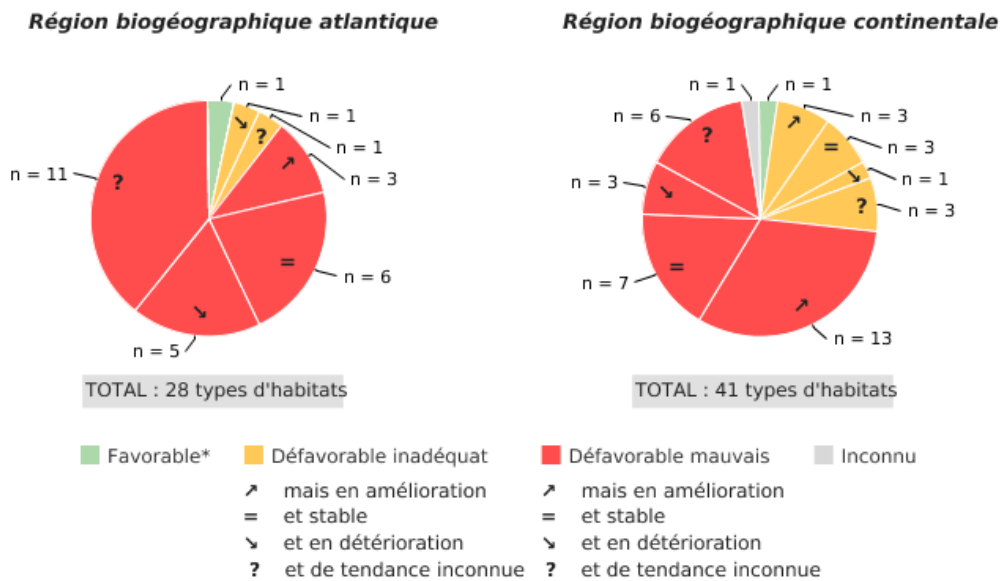 Région biogéographique atlantique
Région biogéographique continentale
n = 1
n = 1
n = 1
n = 3
n = 6
n = 5
n = 11
↘
?
↗
=
↘
?
TOTAL : 28 types d'habitats
n = 1
n = 1
n = 3
n = 3
n = 1
n = 3
n = 13
n = 7
n = 3
n = 6
↗
=
↘
?
↗
=
↘
?
TOTAL : 41 types d'habitats
Favorable*
Défavorable inadéquat
↗ mais en amélioration
= et stable
↘ et en détérioration
? et de tendance inconnue
Défavorable mauvais
↗ mais en amélioration
= et stable
↘ et en détérioration
? et de tendance inconnue
Inconnu